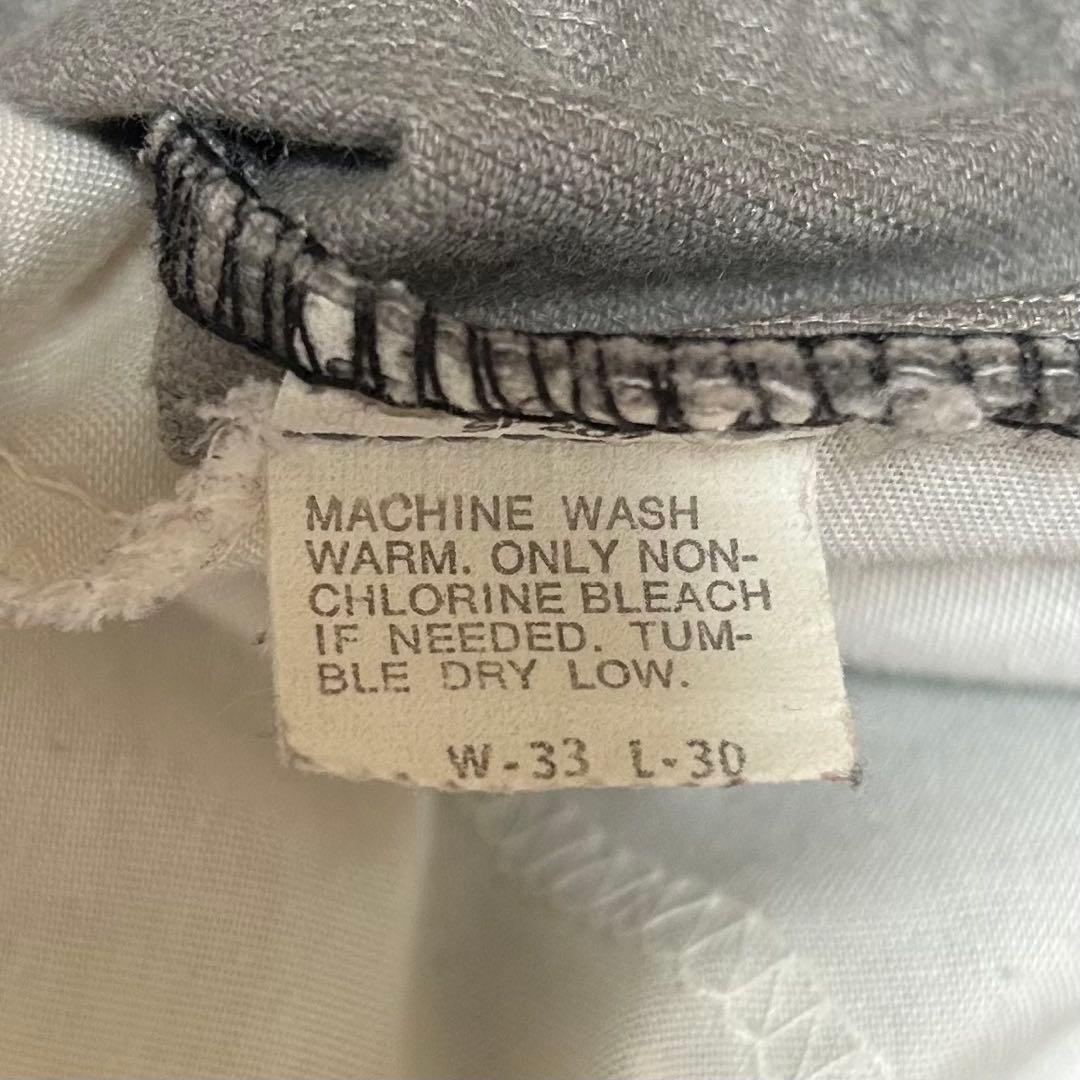 MACHINE WASH
WARM. ONLY NON-
CHLORINE BLEACH
IF NEEDED. TUM-
BLE DRY LOW.
W-33 L-30